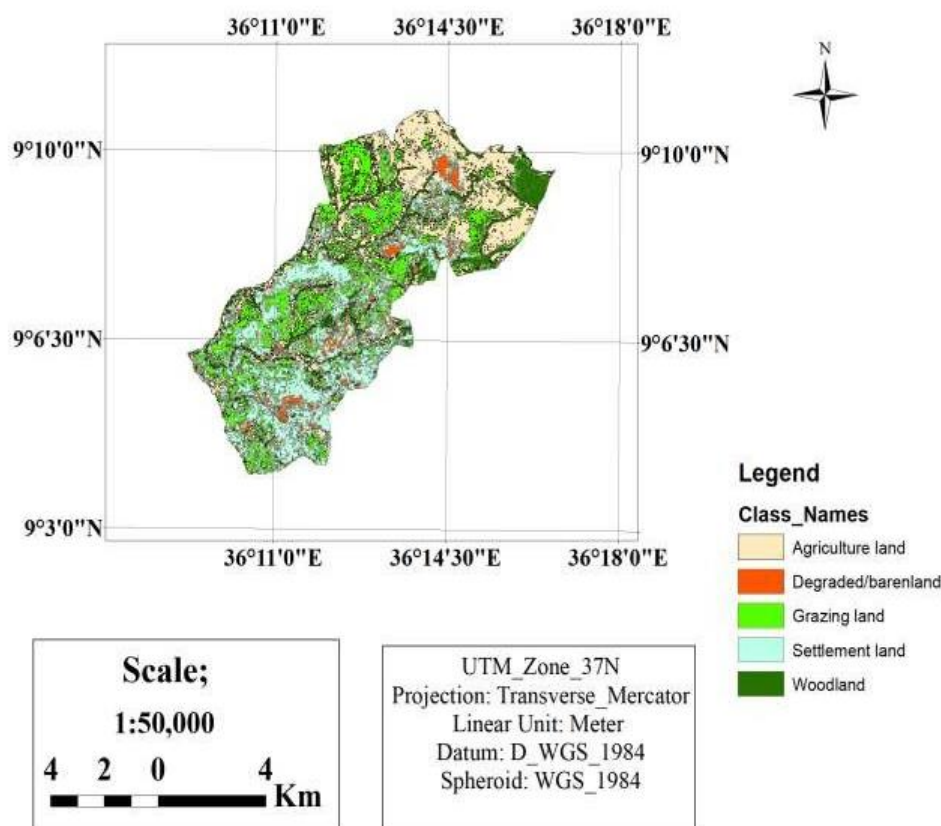 36°11'0"E 36°14'30"E 36°18'0"E
N
9°10'0"N 9°10'0"N
9°6'30"N 9°6'30"N
9°3'0"N
36°11'0"E 36°14'30"E 36°18'0"E
Legend
Class_Names
Agriculture land
Degraded/barenland
Grazing land
Settlement land
Woodland
Scale;
1:50,000
4 2 0 4
Km
UTM_Zone_37N
Projection: Transverse_Mercator
Linear Unit: Meter
Datum: D_WGS_1984
Spheroid: WGS_1984